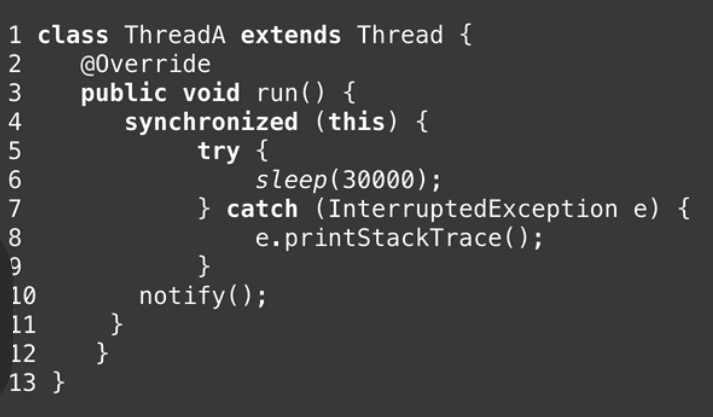 1 class ThreadA extends Thread {
2 @Override
3 public void run() {
4 synchronized (this) {
5 try {
6 sleep(30000);
7 } catch (InterruptedException e) {
8 e.printStackTrace();
9 }
10 notify();
11 }
12 }
13 }